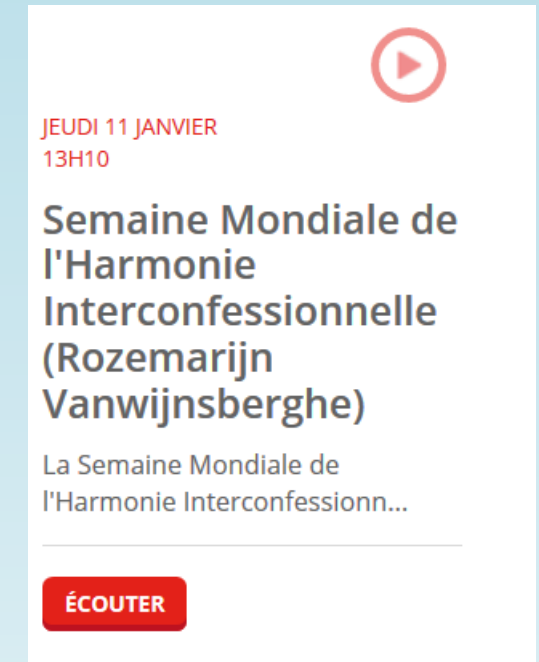 JEUDI 11 JANVIER
13H10
Semaine Mondiale de
l'Harmonie
Interconfessionnelle
(Rozemarijn
Vanwijnsberghe)
La Semaine Mondiale de
l'Harmonie Interconfessionn...
ÉCOUTER